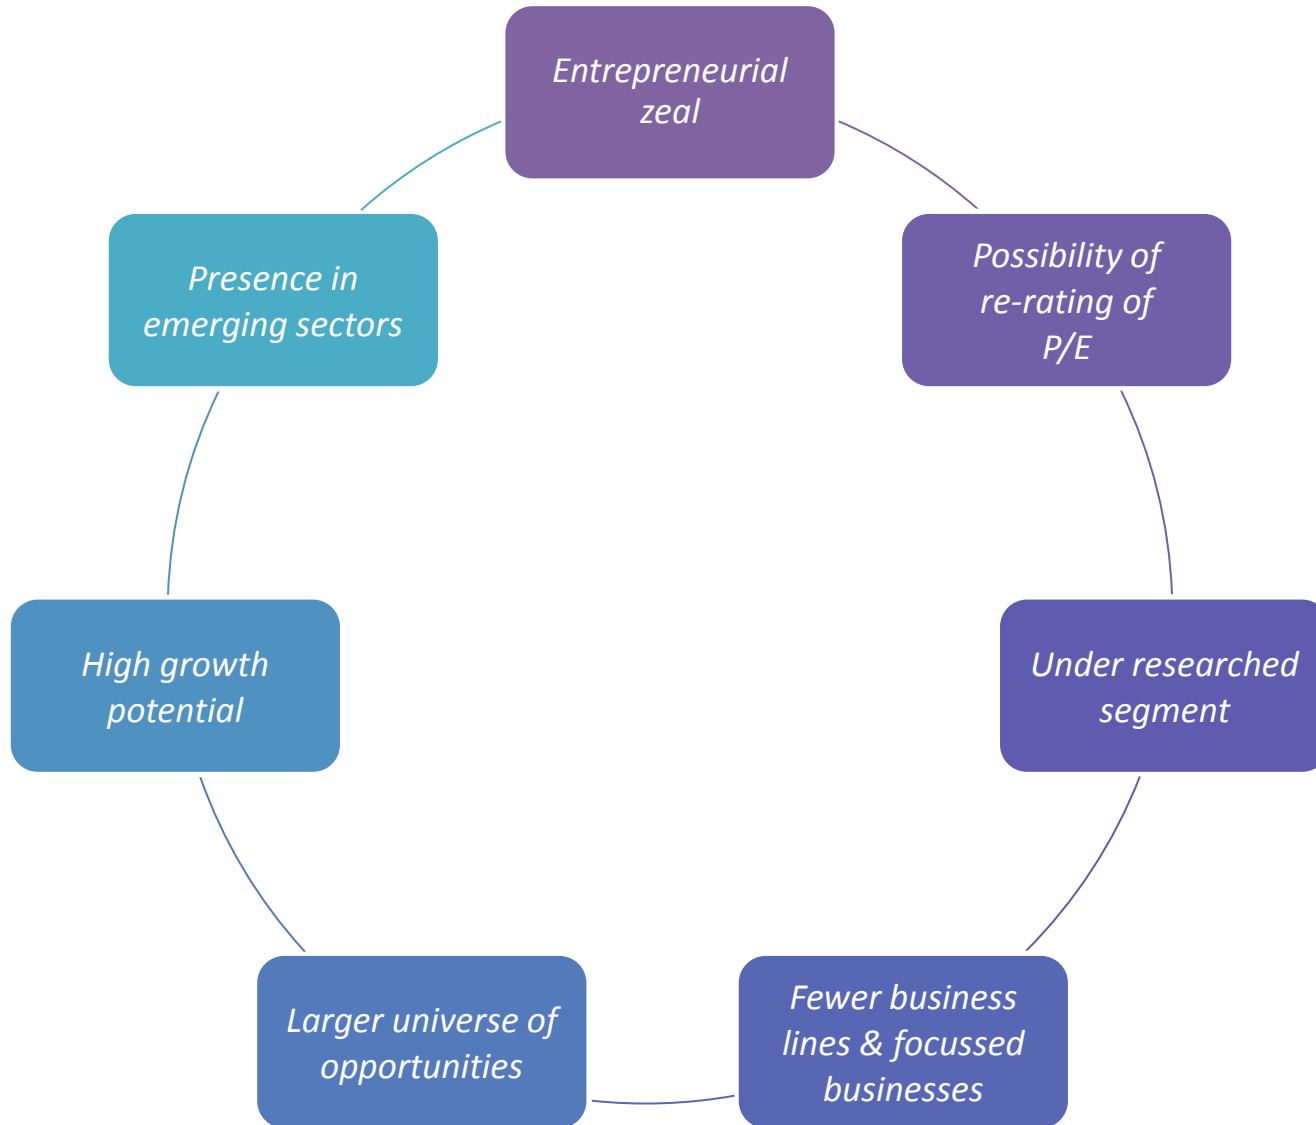 Entrepreneurial
zeal
Possibility of
re-rating of
P/E
Under researched
segment
Fewer business
lines & focussed
businesses
Larger universe of
opportunities
High growth
potential
Presence in
emerging sectors